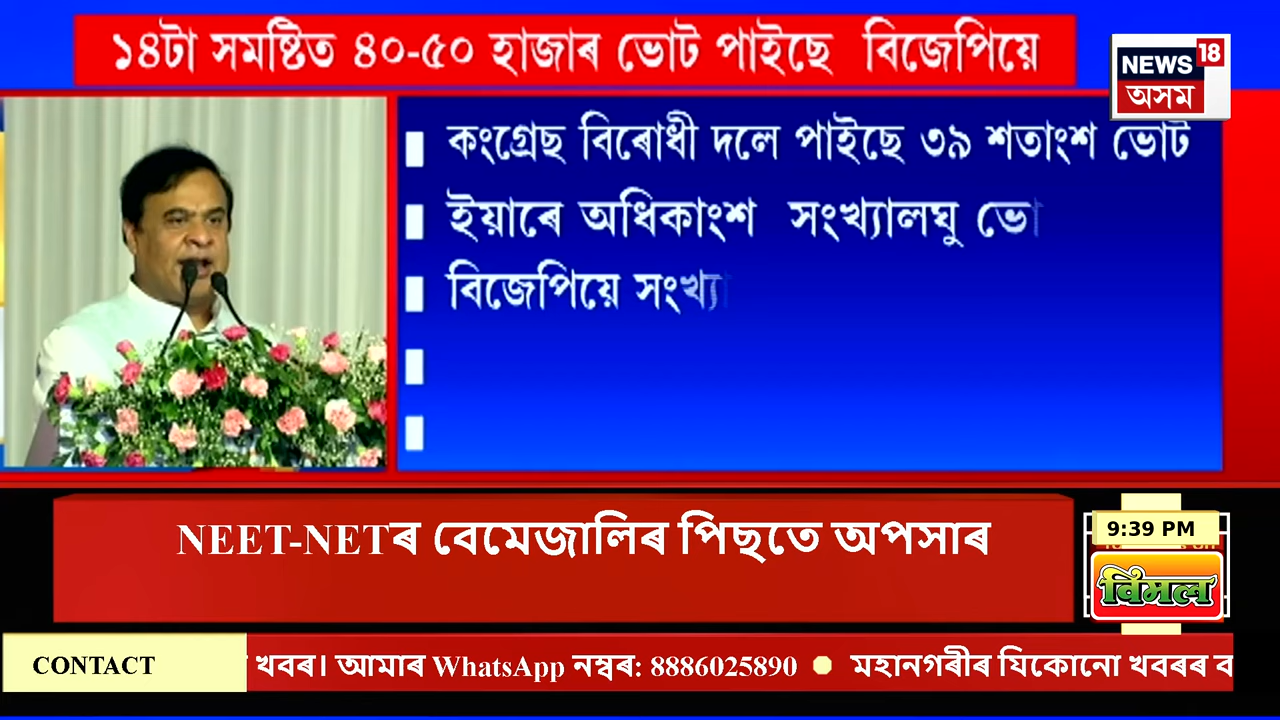 ১৪টা সমষ্টিত ৪০-৫০ হাজাৰ ভোট পাইছে বিজেপিয়ে
NEWS 18
অসম
কংগ্ৰেছ বিৰোধী দলে পাইছে ৩৯ শতাংশ ভোট
ইয়াৰে অধিকাংশ সংখ্যালঘু ভো
বিজেপিয়ে সংখ্যা
NEET-NETৰ বেমেজালিৰ পিছতে অপসাৰ
9:39 PM
বিমল
CONTACT
খবৰ। আমাৰ WhatsApp নম্বৰ: 8886025890
মহানগৰীৰ যিকোনো খবৰৰ ব